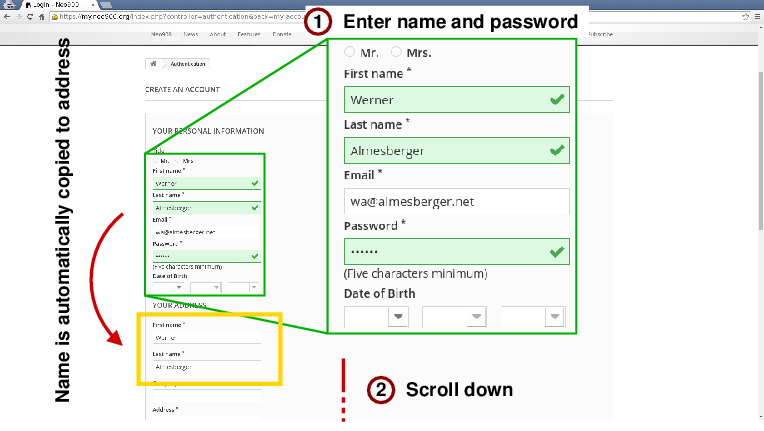 Login - Neo900
https://my.neo900.org/index.php?controller=authentication&back=my-accou
Neo900 News About Features Donate Subscribe
1 Enter name and password
Authentication
CREATE AN ACCOUNT
YOUR PERSONAL INFORMATION
Title
Mr. Mrs.
First name *
Werner
Last name *
Almesberger
Email *
wa@almesberger.net
Password *
••••••
(Five characters minimum)
Date of Birth
Mr. Mrs.
First name *
Werner
Last name *
Almesberger
Email *
wa@almesberger.net
Password *
••••••
(Five characters minimum)
Date of Birth
Name is automatically copied to address
YOUR ADDRESS
First name *
Werner
Last name *
Almesberger
Address *
2 Scroll down